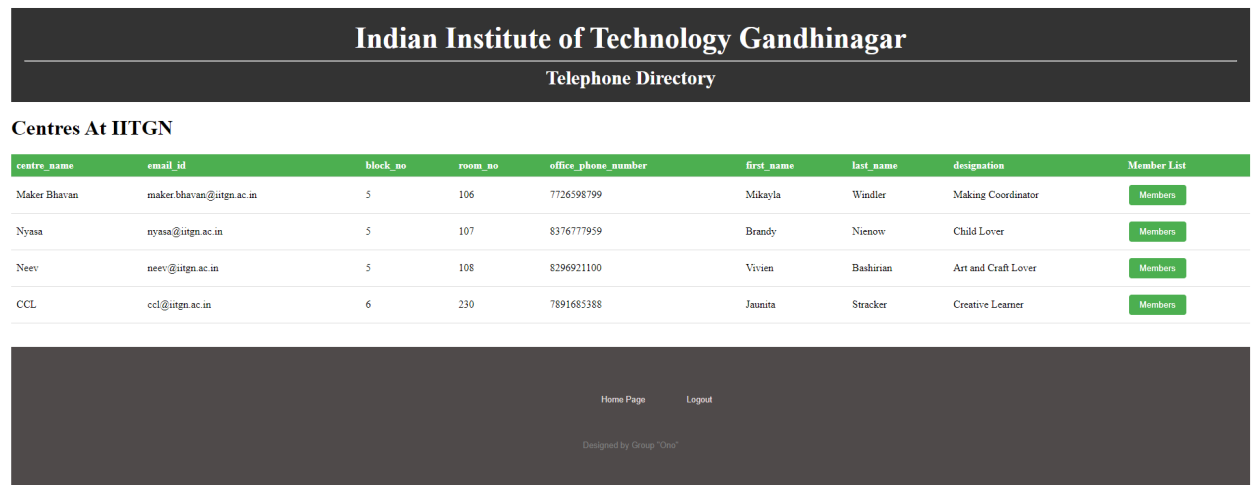 Indian Institute of Technology Gandhinagar
Telephone Directory
Centres At IITGN
centre_name email_id block_no room_no office_phone_number first_name last_name designation Member List
Maker Bhavan maker.bhavan@iitgn.ac.in 5 106 7726598799 Mikayla Windler Making Coordinator Members
Nyasa nyasa@iitgn.ac.in 5 107 8376777959 Brandy Nienow Child Lover Members
Neev neev@iitgn.ac.in 5 108 8296921100 Vivien Bashirian Art and Craft Lover Members
CCL ccl@iitgn.ac.in 6 230 7891685388 Jaunita Stracker Creative Learner Members
Home Page Logout
Designed by Group "Ono"